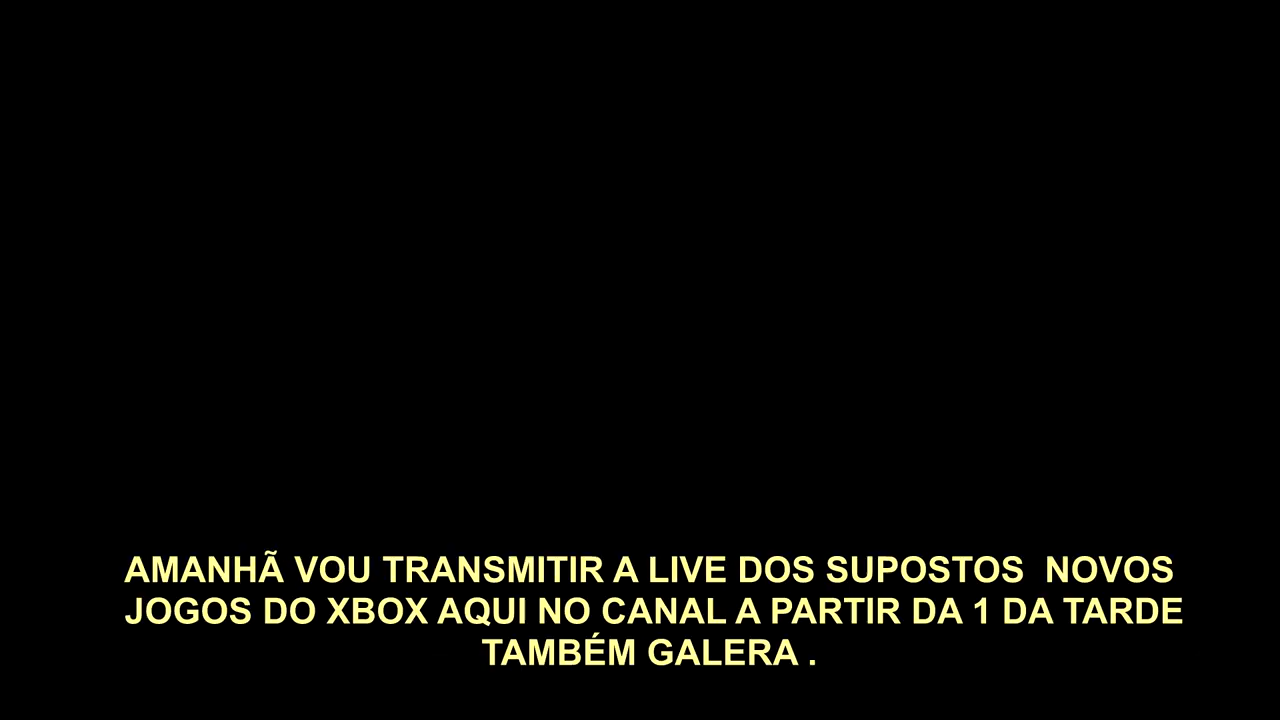 AMANHÃ VOU TRANSMITIR A LIVE DOS SUPOSTOS  NOVOS
JOGOS DO XBOX AQUI NO CANAL A PARTIR DA 1 DA TARDE
TAMBÉM GALERA .